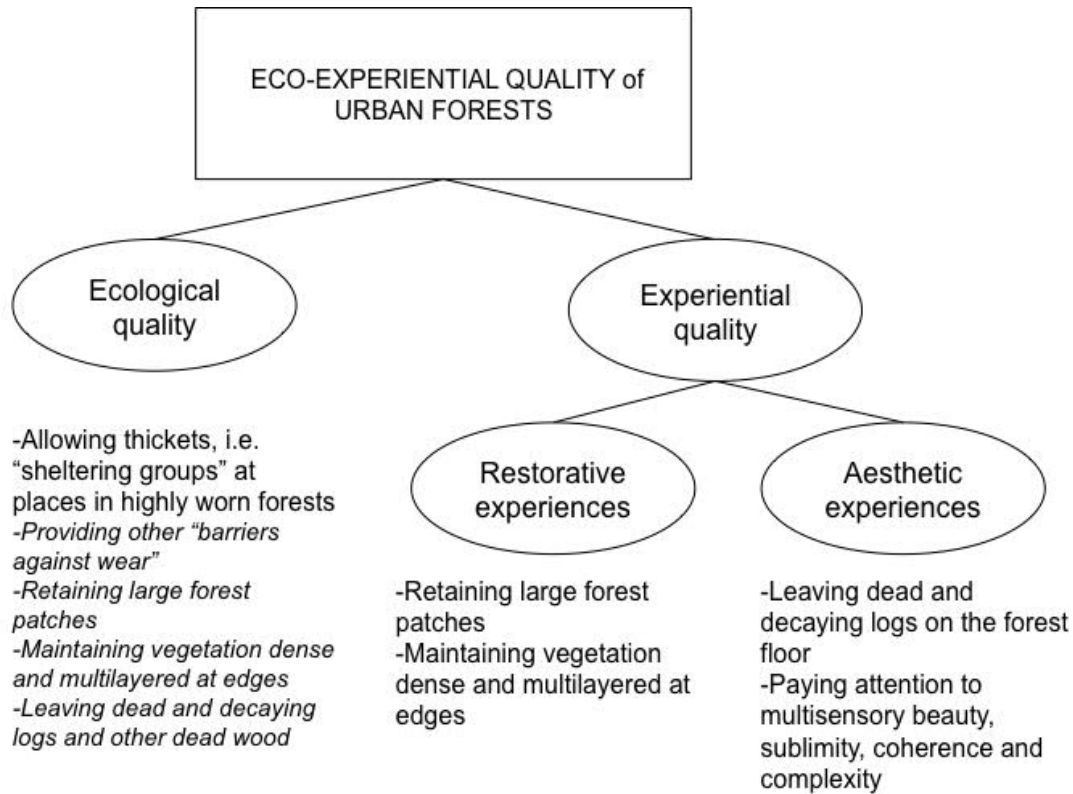 ECO-EXPERIENTIAL QUALITY of
URBAN FORESTS
Ecological
quality
Experiential
quality
Restorative
experiences
Aesthetic
experiences
-Allowing thickets, i.e.
“sheltering groups” at
places in highly worn forests
-Providing other “barriers
against wear”
-Retaining large forest
patches
-Maintaining vegetation dense
and multilayered at edges
-Leaving dead and decaying
logs and other dead wood
-Retaining large forest
patches
-Maintaining vegetation
dense and multilayered at
edges
-Leaving dead and
decaying logs on the forest
floor
-Paying attention to
multisensory beauty,
sublimity, coherence and
complexity